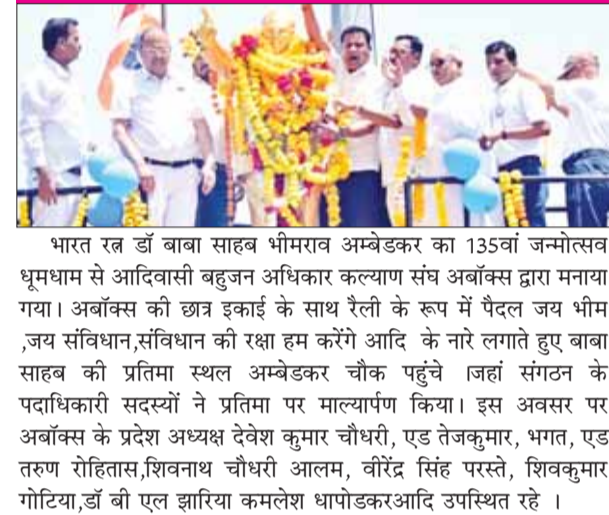 भारत रत्न डॉ बाबा साहब भीमराव अम्बेडकर का 135वां जन्मोत्सव
धूमधाम से आदिवासी बहुजन अधिकार कल्याण संघ अबॉक्स द्वारा मनाया
गया। अबॉक्स की छात्र इकाई के साथ रैली के रूप में पैदल जय भीम
,जय संविधान,संविधान की रक्षा हम करेंगे आदि के नारे लगाते हुए बाबा
साहब की प्रतिमा स्थल अम्बेडकर चौक पहुंचे ।जहां संगठन के
पदाधिकारी सदस्यों ने प्रतिमा पर माल्यार्पण किया। इस अवसर पर
अबॉक्स के प्रदेश अध्यक्ष देवेश कुमार चौधरी, एड तेजकुमार, भगत, एड
तरुण रोहितास,शिवनाथ चौधरी आलम, वीरेंद्र सिंह परस्ते, शिवकुमार
गोटिया,डॉ बी एल झारिया कमलेश धापोडकरआदि उपस्थित रहे ।